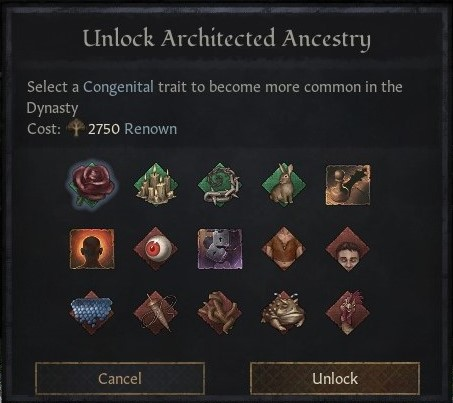 Unlock Architected Ancestry
Select a Congenital trait to become more common in the
Dynasty
Cost: 2750 Renown
Cancel
Unlock